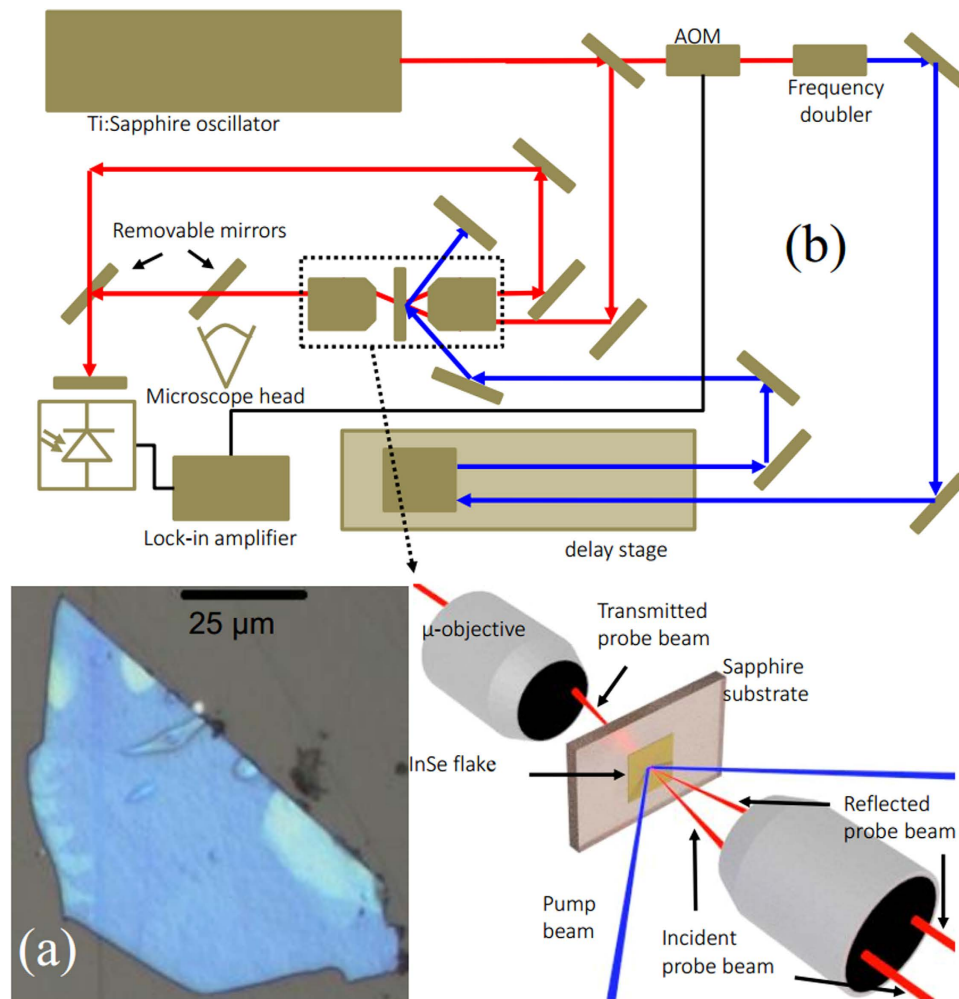 AOM
Ti:Sapphire oscillator
Frequency
doubler
Removable mirrors
(b)
Microscope head
Lock-in amplifier
delay stage
25 μm
(a)
μ-objective
Transmitted
probe beam
Sapphire
substrate
InSe flake
Reflected
probe beam
Pump
beam
Incident
probe beam